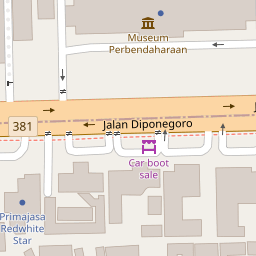 Museum
Perbendaharaan
381
Jalan Diponegoro
Car boot
sale
Primajasa
Redwhite
Star